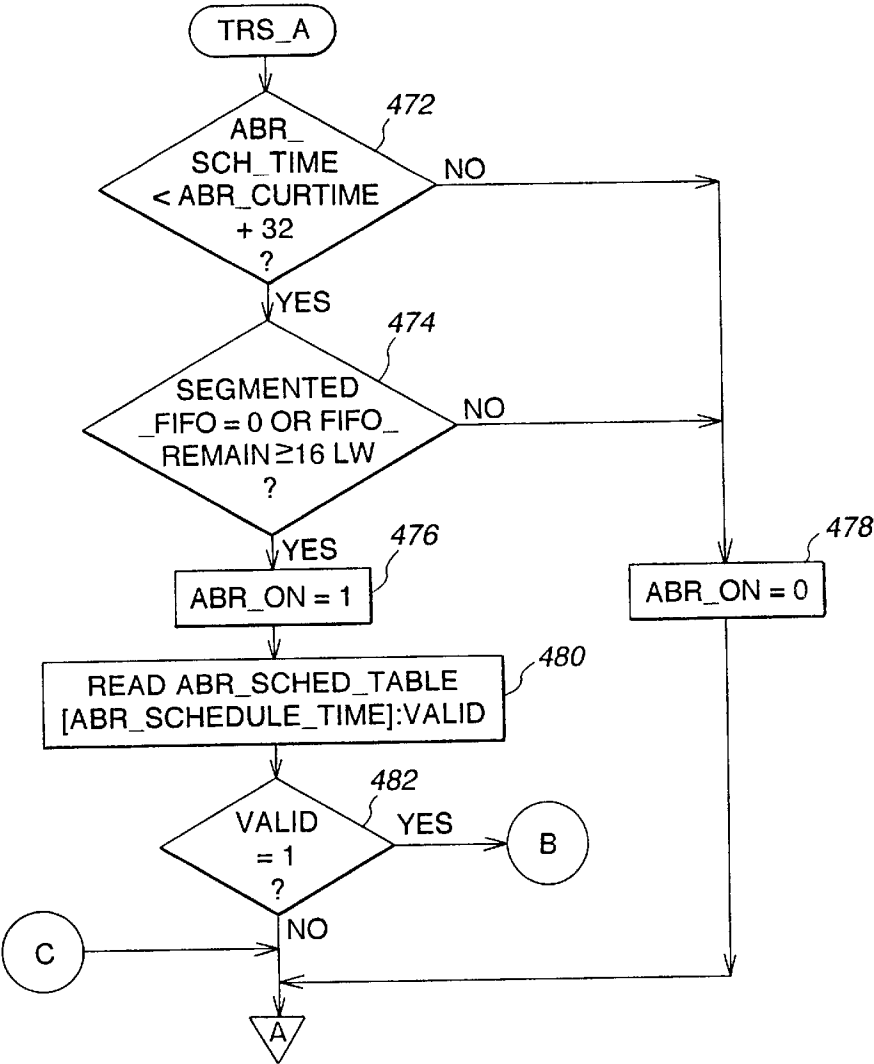 TRS_A
472
ABR_
SCH_TIME
< ABR_CURTIME
+ 32
?
NO
YES
474
SEGMENTED
_FIFO = 0 OR FIFO_
REMAIN ≥16 LW
?
NO
YES
476
ABR_ON = 1
478
ABR_ON = 0
480
READ ABR_SCHED_TABLE
[ABR_SCHEDULE_TIME]:VALID
482
VALID
= 1
?
YES
B
NO
C
A